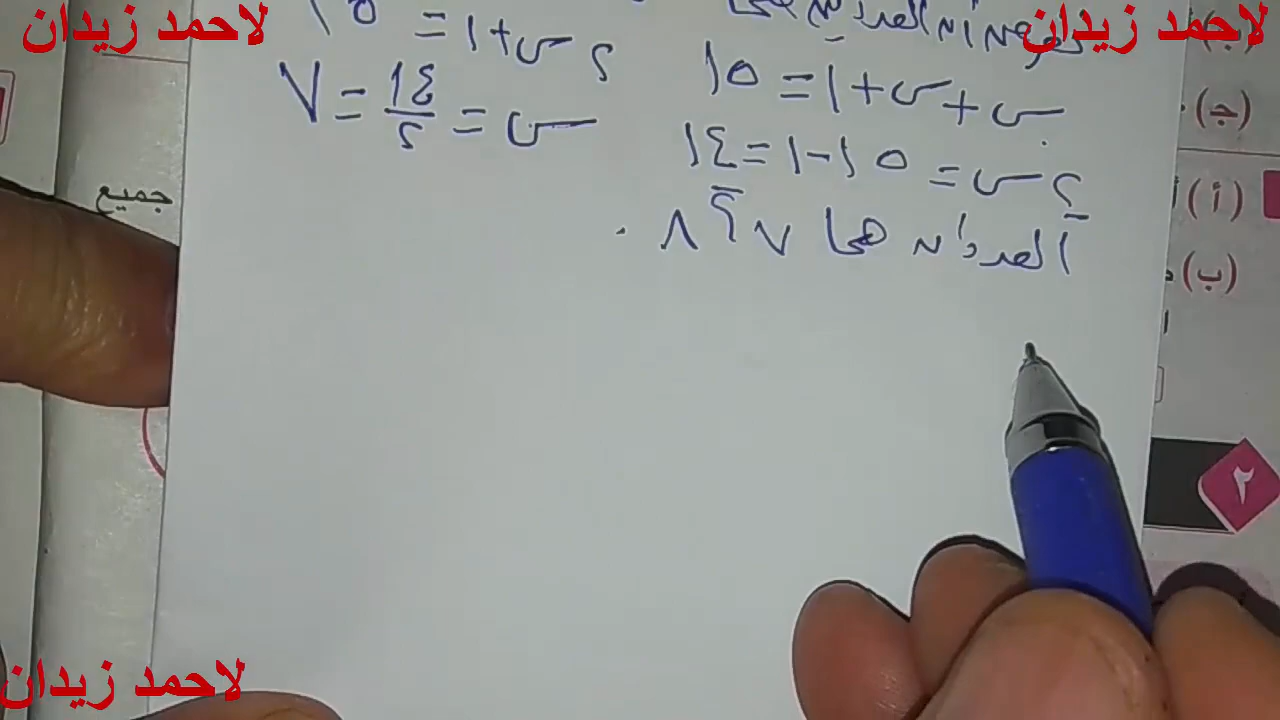 لاحمد زيدان
لاحمد زيدان
س + س + ١ = ١٥
٢س + ١ = ١٥
٢س = ١٥ - ١ = ١٤
س = ١٤/٢ = ٧
العددان هما ٧ ، ٨ .
جميع
(ج)
(أ)
(ب)
٢
لاحمد زيدان